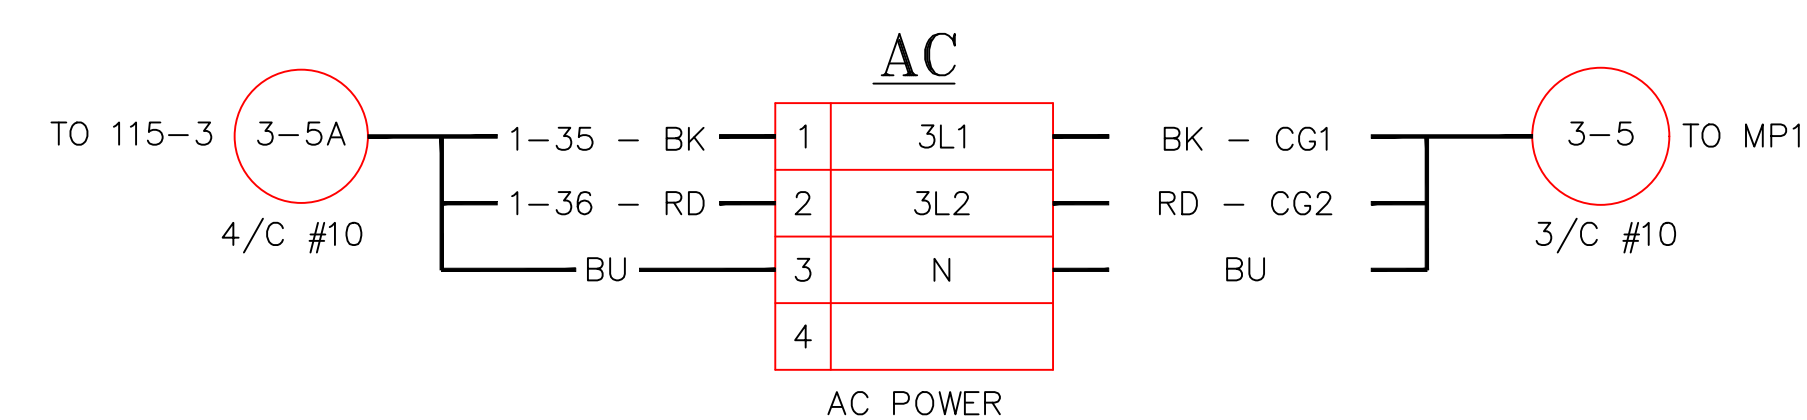 AC
TO 115-3 3-5A 1-35 - BK 1 3L1 BK - CG1 3-5 TO MP1
1-36 - RD 2 3L2 RD - CG2
4/C #10 3/C #10
BU 3 N BU
4
AC POWER